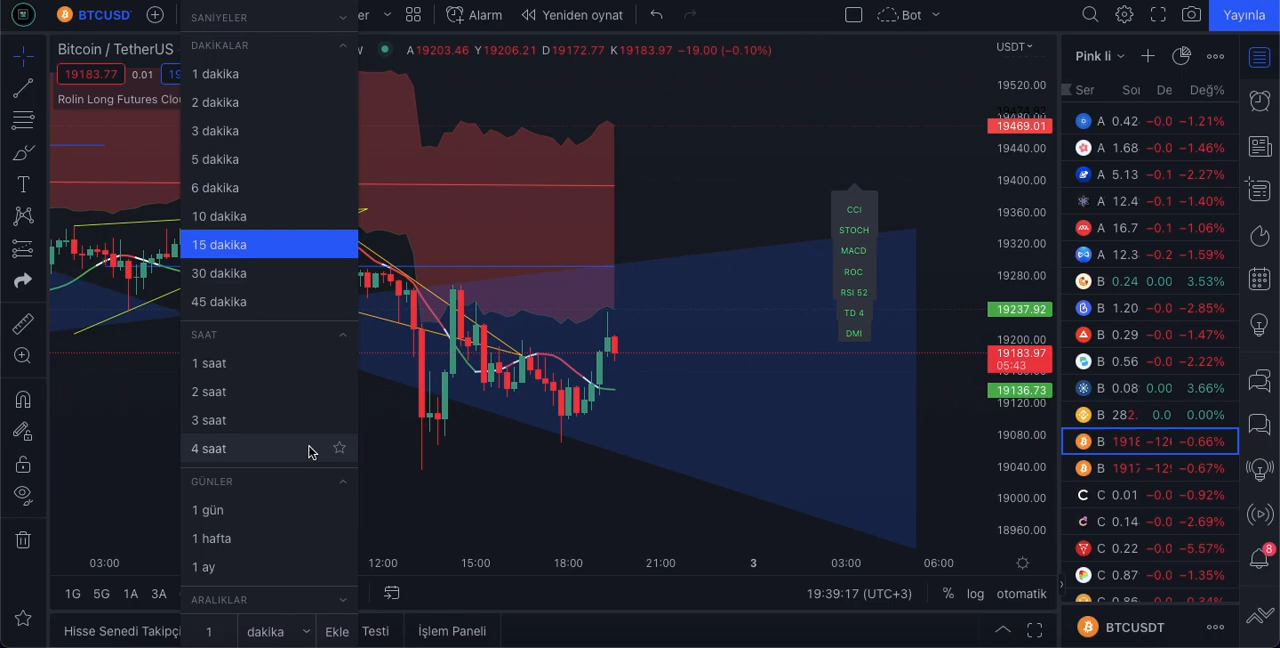 BTCUSD
SANİYELER
er
Alarm
Yeniden oynat
Bot
Yayınla
Bitcoin / TetherUS
DAKİKALAR
A19203.46 Y19206.21 D19172.77 K19183.97 −19.00 (−0.10%)
USDT
Pink li
19183.77
0.01
Rolin Long Futures Clou
1 dakika
2 dakika
3 dakika
5 dakika
6 dakika
10 dakika
15 dakika
30 dakika
45 dakika
SAAT
1 saat
2 saat
3 saat
4 saat
GÜNLER
1 gün
1 hafta
1 ay
ARALIKLAR
1
dakika
Ekle
CCI
STOCH
MACD
ROC
RSI 52
TD 4
DMI
19520.00
19469.01
19440.00
19400.00
19360.00
19320.00
19280.00
19237.92
19200.00
19183.97
05:43
19136.73
19120.00
19080.00
19040.00
19000.00
18960.00
Ser
De
Değ%
A 0.42 −0.0 −1.21%
A 1.68 −0.0 −1.46%
A 5.13 −0.1 −2.27%
A 12.4 −0.1 −1.40%
A 16.7 −0.1 −1.06%
A 12.3 −0.2 −1.59%
B 0.24 0.00 3.53%
B 1.20 −0.0 −2.85%
B 0.29 −0.0 −1.47%
B 0.56 −0.0 −2.22%
B 0.08 0.00 3.66%
B 282. 0.0 0.00%
B 1918 −126 −0.66%
B 1917 −129 −0.67%
C 0.01 −0.0 −0.92%
C 0.14 −0.0 −2.69%
C 0.22 −0.0 −5.57%
C 0.87 −0.0 −1.35%
8
03:00
12:00
15:00
18:00
21:00
3
03:00
06:00
1G
5G
1A
3A
19:39:17 (UTC+3)
%
log
otomatik
Hisse Senedi Takipçi
Testi
İşlem Paneli
BTCUSDT